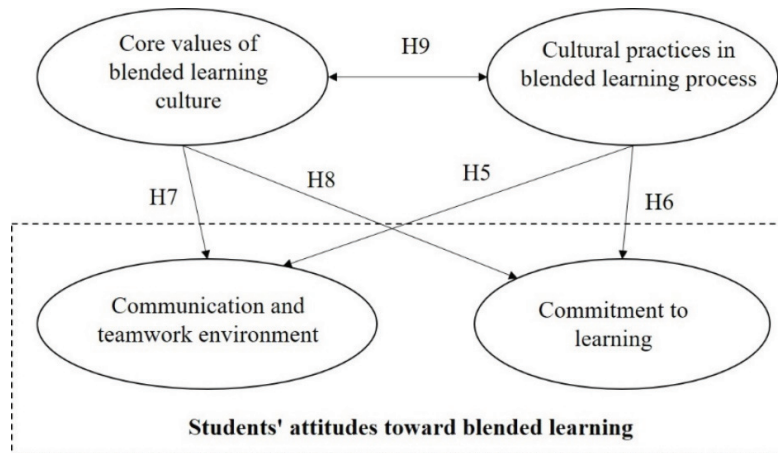 Core values of
blended learning
culture
H9
Cultural practices in
blended learning process
H7
H8
H5
H6
Communication and
teamwork environment
Commitment to
learning
Students' attitudes toward blended learning